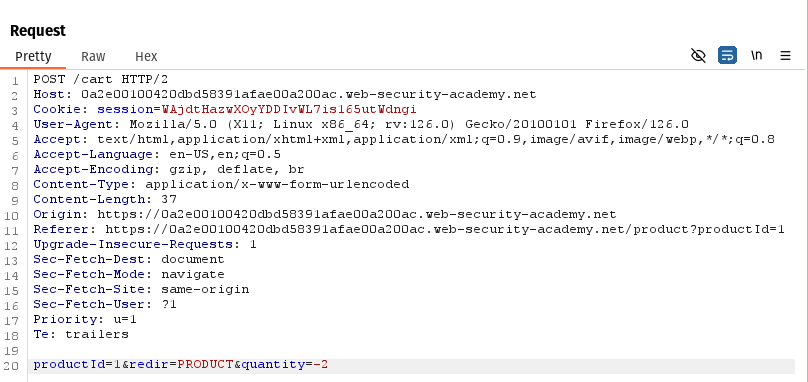 Request
Pretty Raw Hex \n
1 POST /cart HTTP/2
2 Host: 0a2e00100420dbd58391afae00a200ac.web-security-academy.net
3 Cookie: session=WAjdtHazwXOyYDDIvWL7is165utWdngi
4 User-Agent: Mozilla/5.0 (X11; Linux x86_64; rv:126.0) Gecko/20100101 Firefox/126.0
5 Accept: text/html,application/xhtml+xml,application/xml;q=0.9,image/avif,image/webp,*/*;q=0.8
6 Accept-Language: en-US,en;q=0.5
7 Accept-Encoding: gzip, deflate, br
8 Content-Type: application/x-www-form-urlencoded
9 Content-Length: 37
10 Origin: https://0a2e00100420dbd58391afae00a200ac.web-security-academy.net
11 Referer: https://0a2e00100420dbd58391afae00a200ac.web-security-academy.net/product?productId=1
12 Upgrade-Insecure-Requests: 1
13 Sec-Fetch-Dest: document
14 Sec-Fetch-Mode: navigate
15 Sec-Fetch-Site: same-origin
16 Sec-Fetch-User: ?1
17 Priority: u=1
18 Te: trailers
19
20 productId=1&redir=PRODUCT&quantity=-2